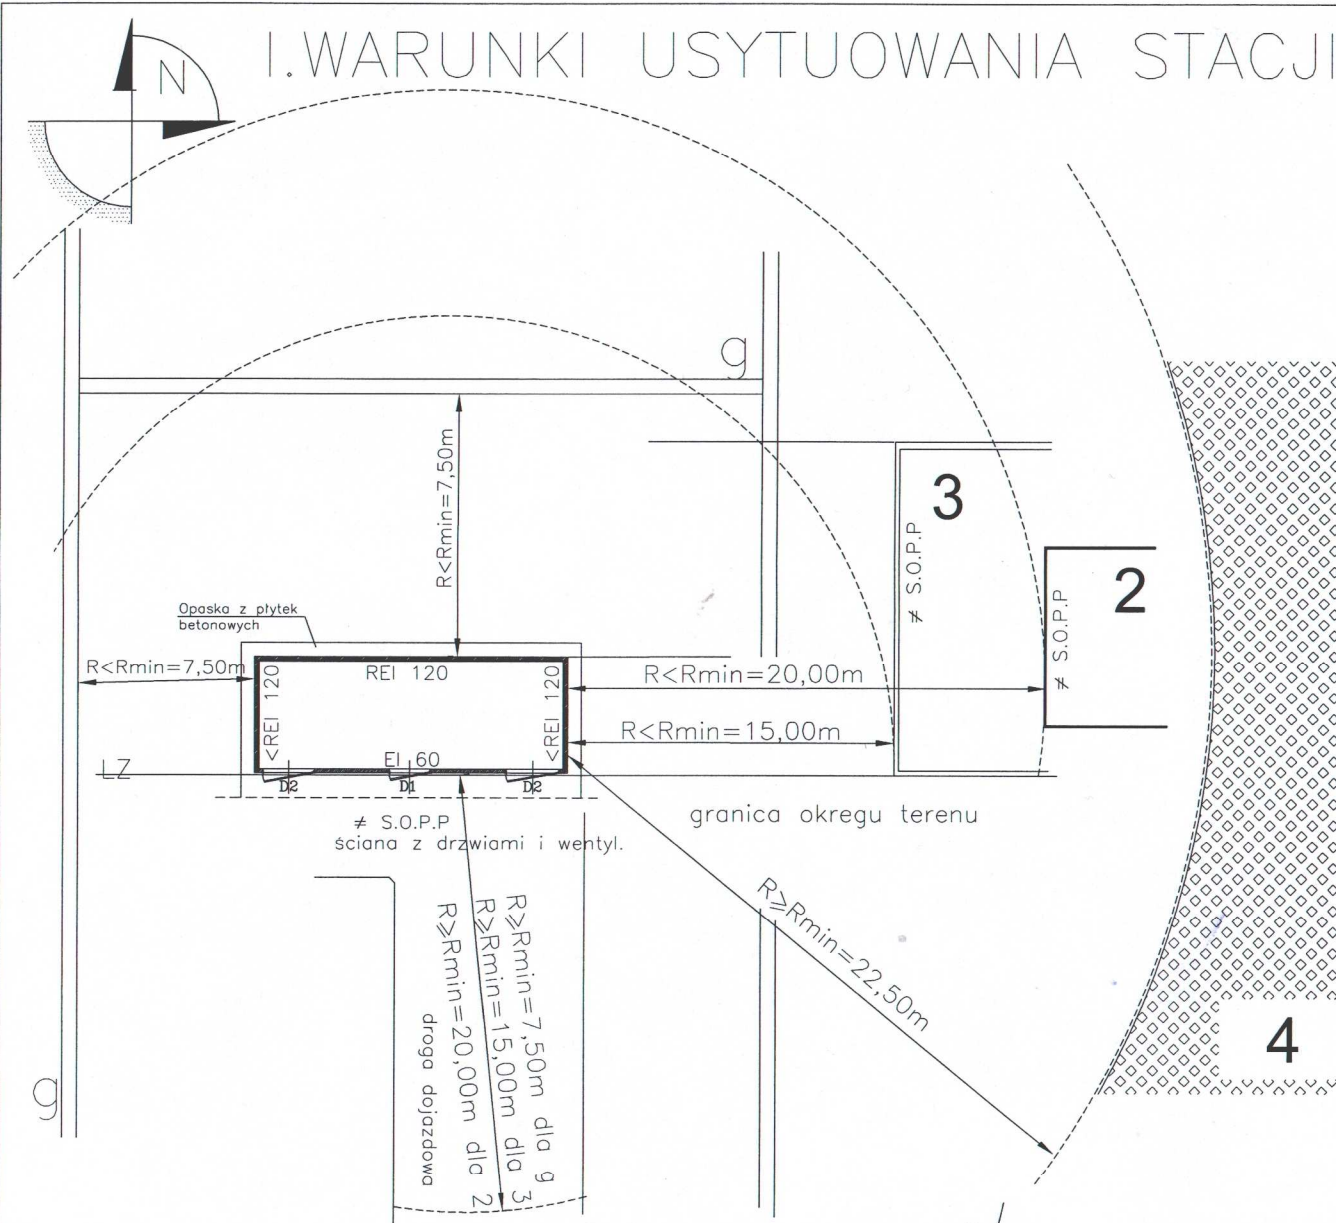 I.WARUNKI USYTUOWANIA STACJI
N
g
R<Rmin=7,50m
3
≠ S.O.P.P
2
≠ S.O.P.P
Opaska z płytek
betonowych
R<Rmin=7,50m
<REI 120
REI 120
<REI 120
R<Rmin=20,00m
R<Rmin=15,00m
EI 60
LZ
D2
D1
D2
≠ S.O.P.P
ściana z drzwiami i wentyl.
granica okregu terenu
R⩾Rmin=22,50m
R⩾Rmin=7,50m dla g
R⩾Rmin=15,00m dla 3
R⩾Rmin=20,00m dla 2
droga dojazdowa
4
g